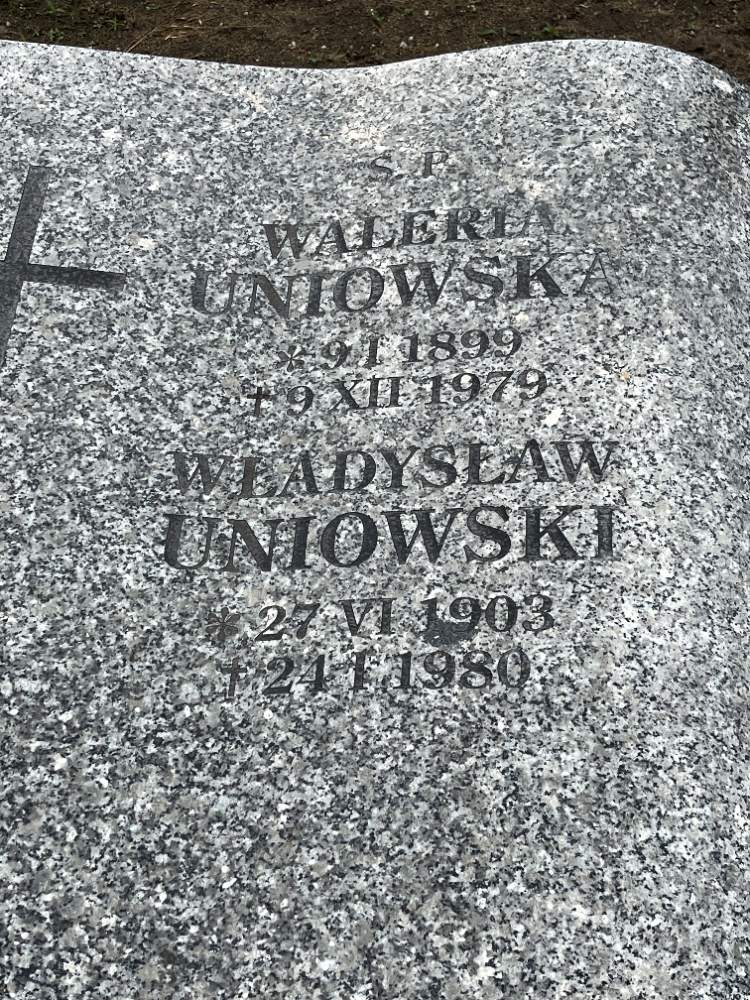 Ś P
WALERIA
UNIOWSKA
* 9 I 1899
† 9 XII 1979
WŁADYSŁAW
UNIOWSKI
* 27 VI 1903
† 24 I 1980